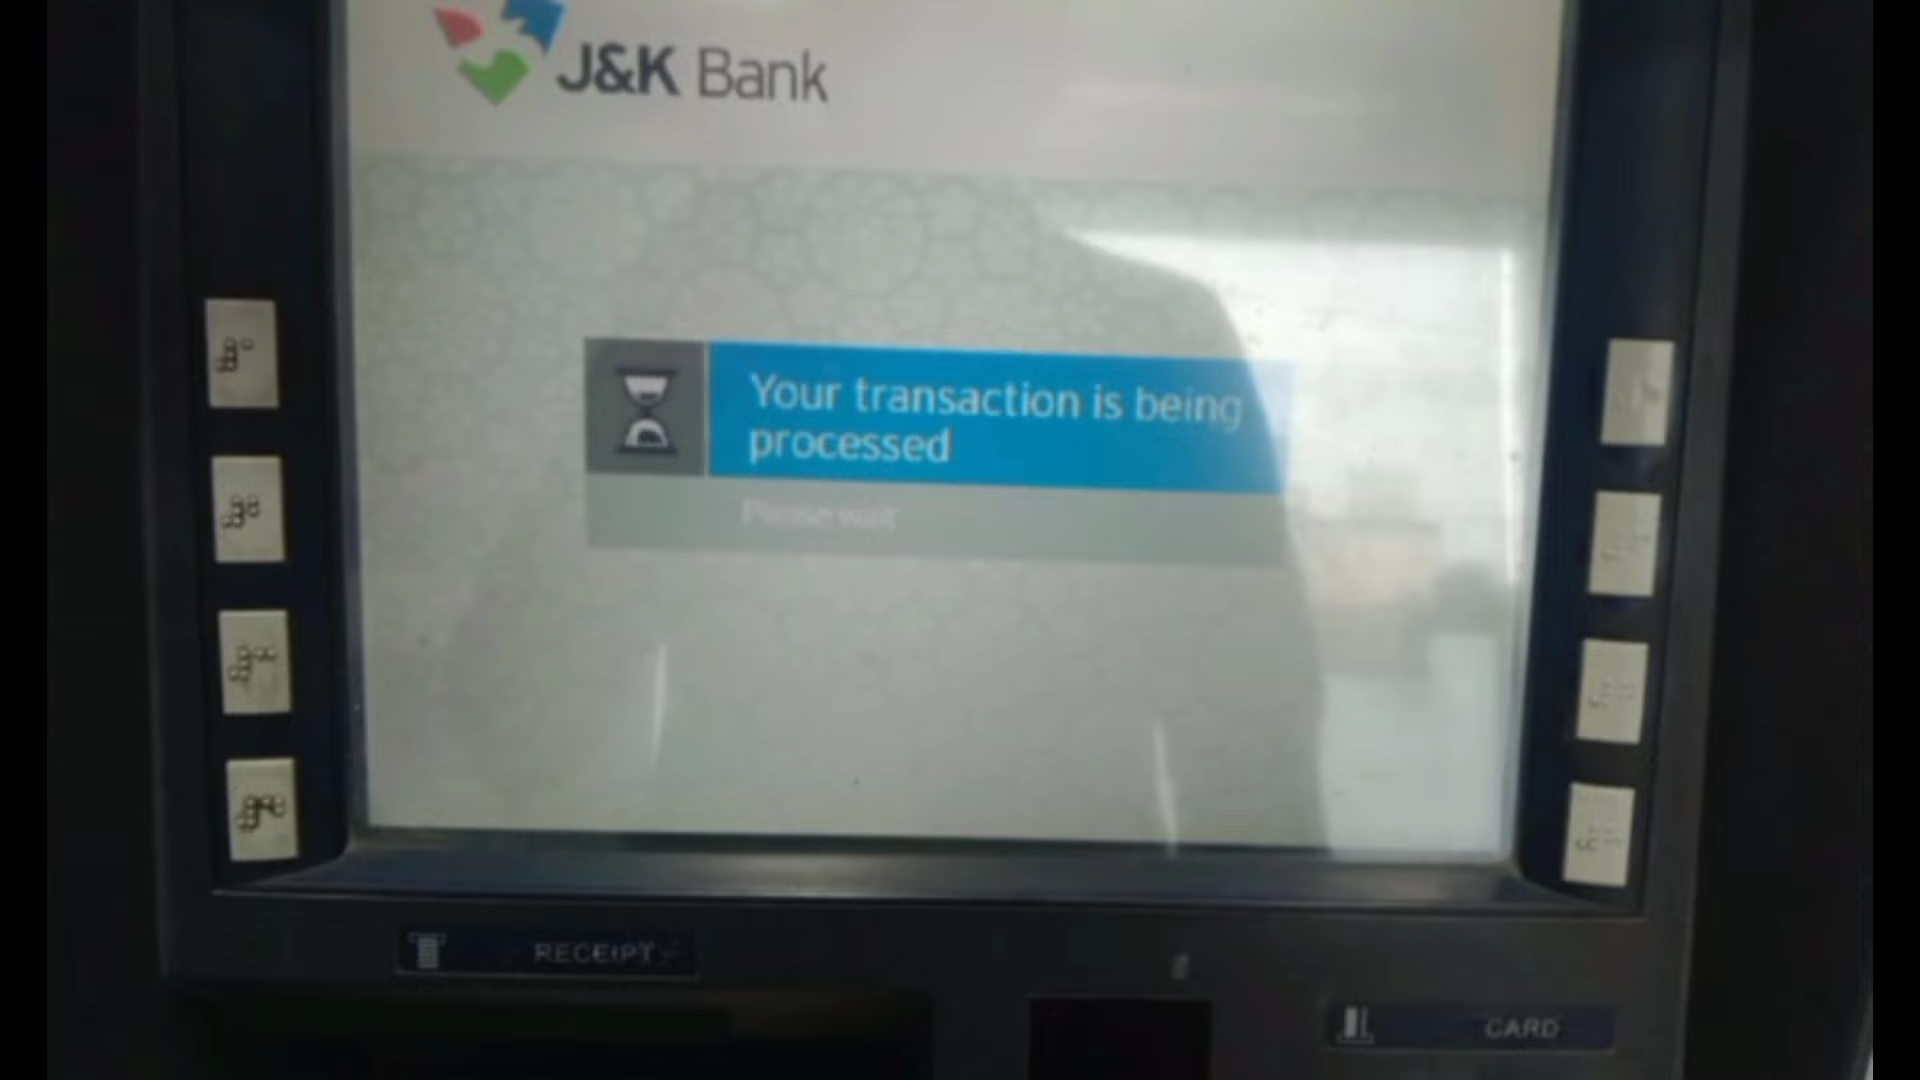 J&K Bank
Your transaction is being
processed
Please wait
RECEIPT
CARD